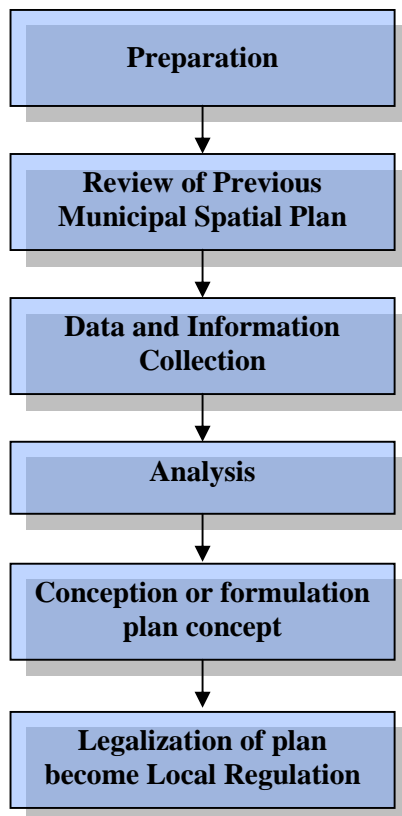 Preparation
Review of Previous
Municipal Spatial Plan
Data and Information
Collection
Analysis
Conception or formulation
plan concept
Legalization of plan
become Local Regulation